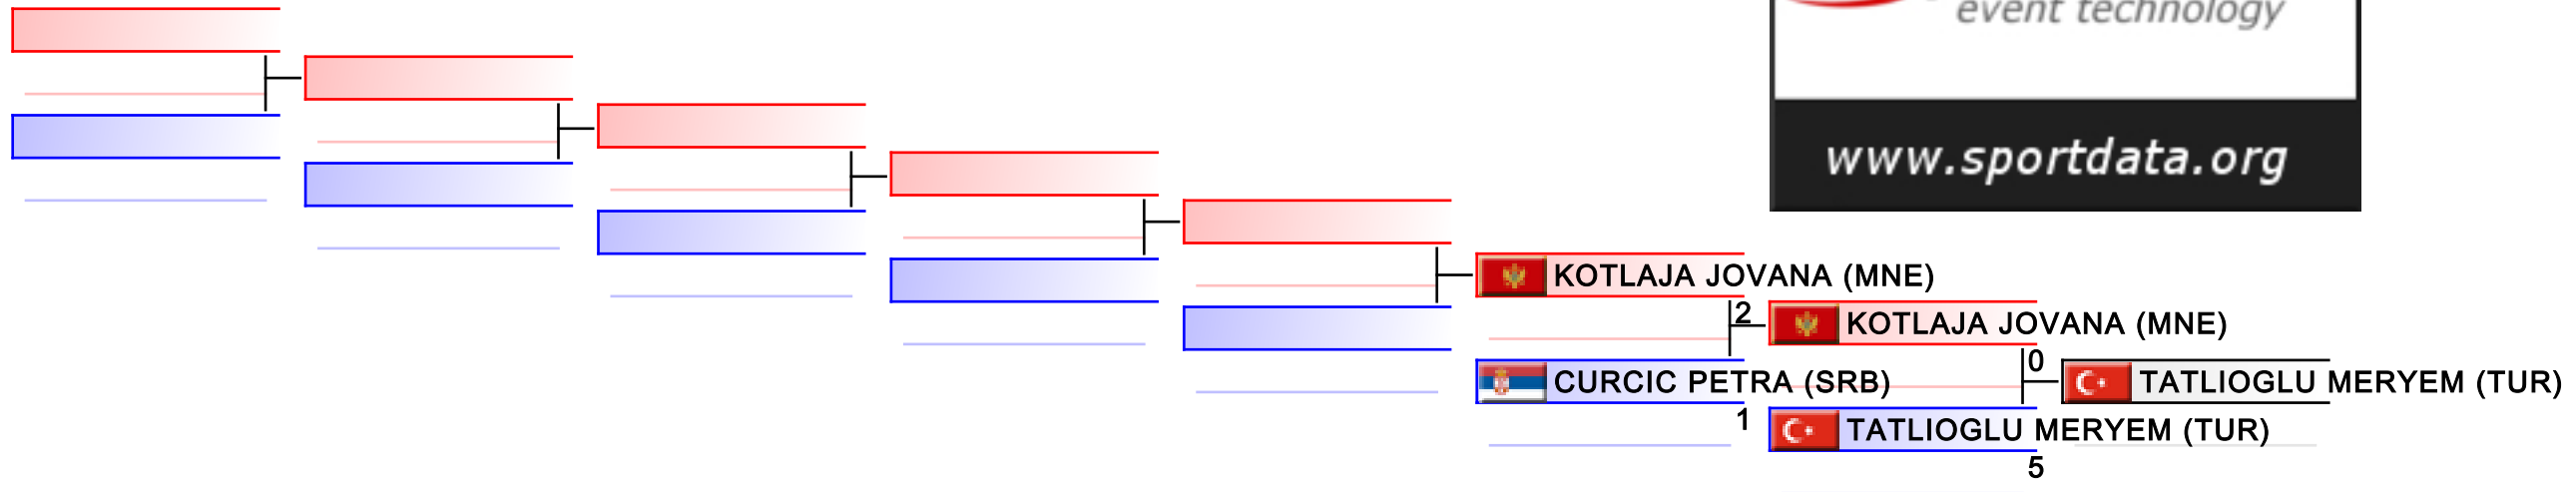 event technology
www.sportdata.org
KOTLAJA JOVANA (MNE)
2
KOTLAJA JOVANA (MNE)
0
CURCIC PETRA (SRB)
TATLIOGLU MERYEM (TUR)
1
TATLIOGLU MERYEM (TUR)
5